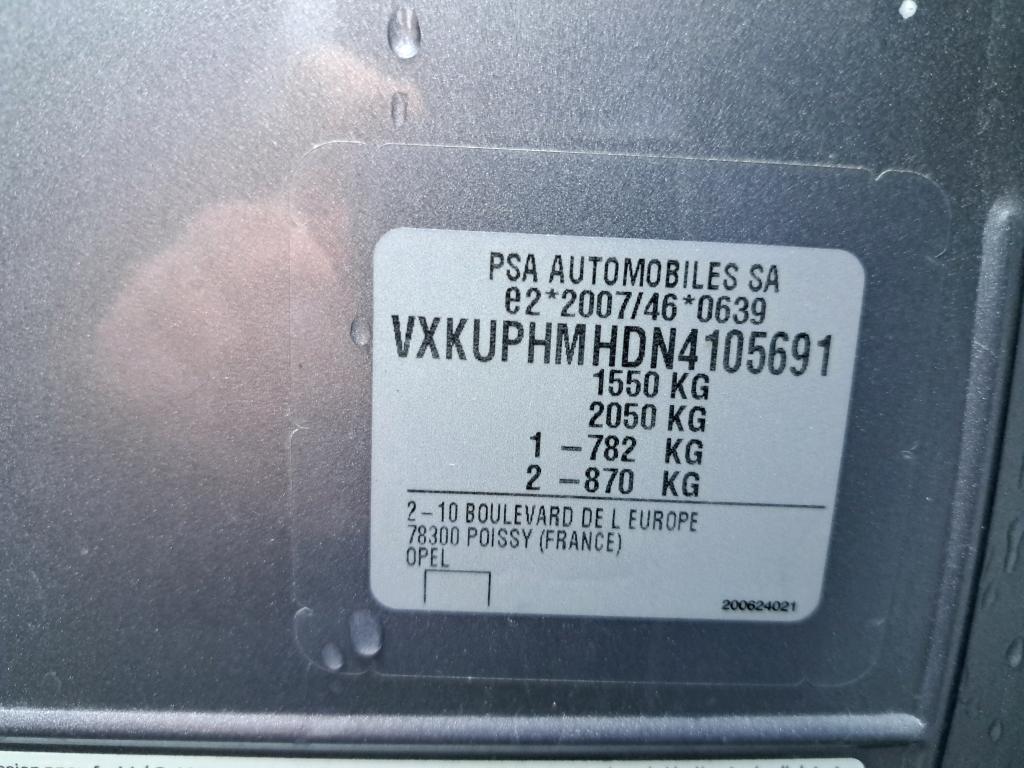 PSA AUTOMOBILES SA
e2*2007/46*0639
VXKUPHMHDN4105691
1550 KG
2050 KG
1 -782 KG
2 -870 KG
2-10 BOULEVARD DE L EUROPE
78300 POISSY (FRANCE)
OPEL
200624021